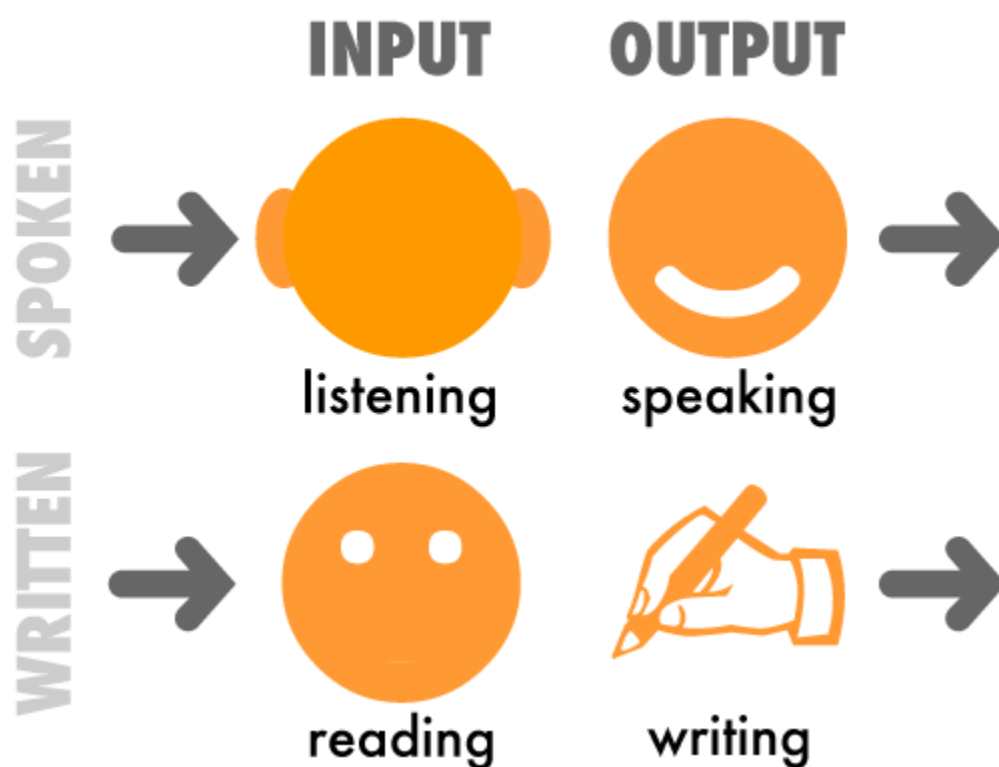 INPUT OUTPUT
SPOKEN
listening speaking
WRITTEN
reading writing